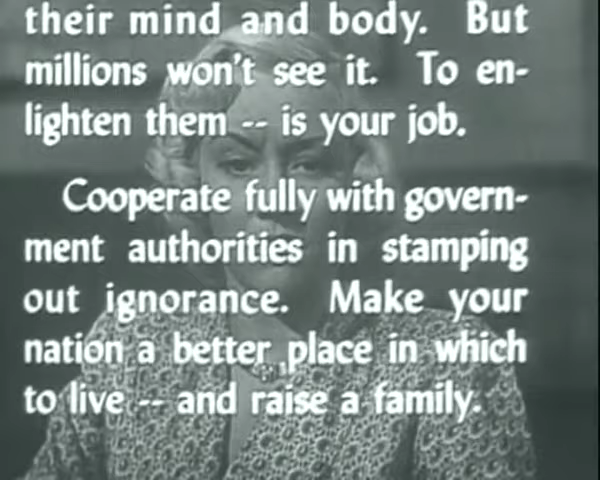 their mind and body. But
millions won't see it. To en-
lighten them -- is your job.
Cooperate fully with govern-
ment authorities in stamping
out ignorance. Make your
nation a better place in which
to live -- and raise a family.